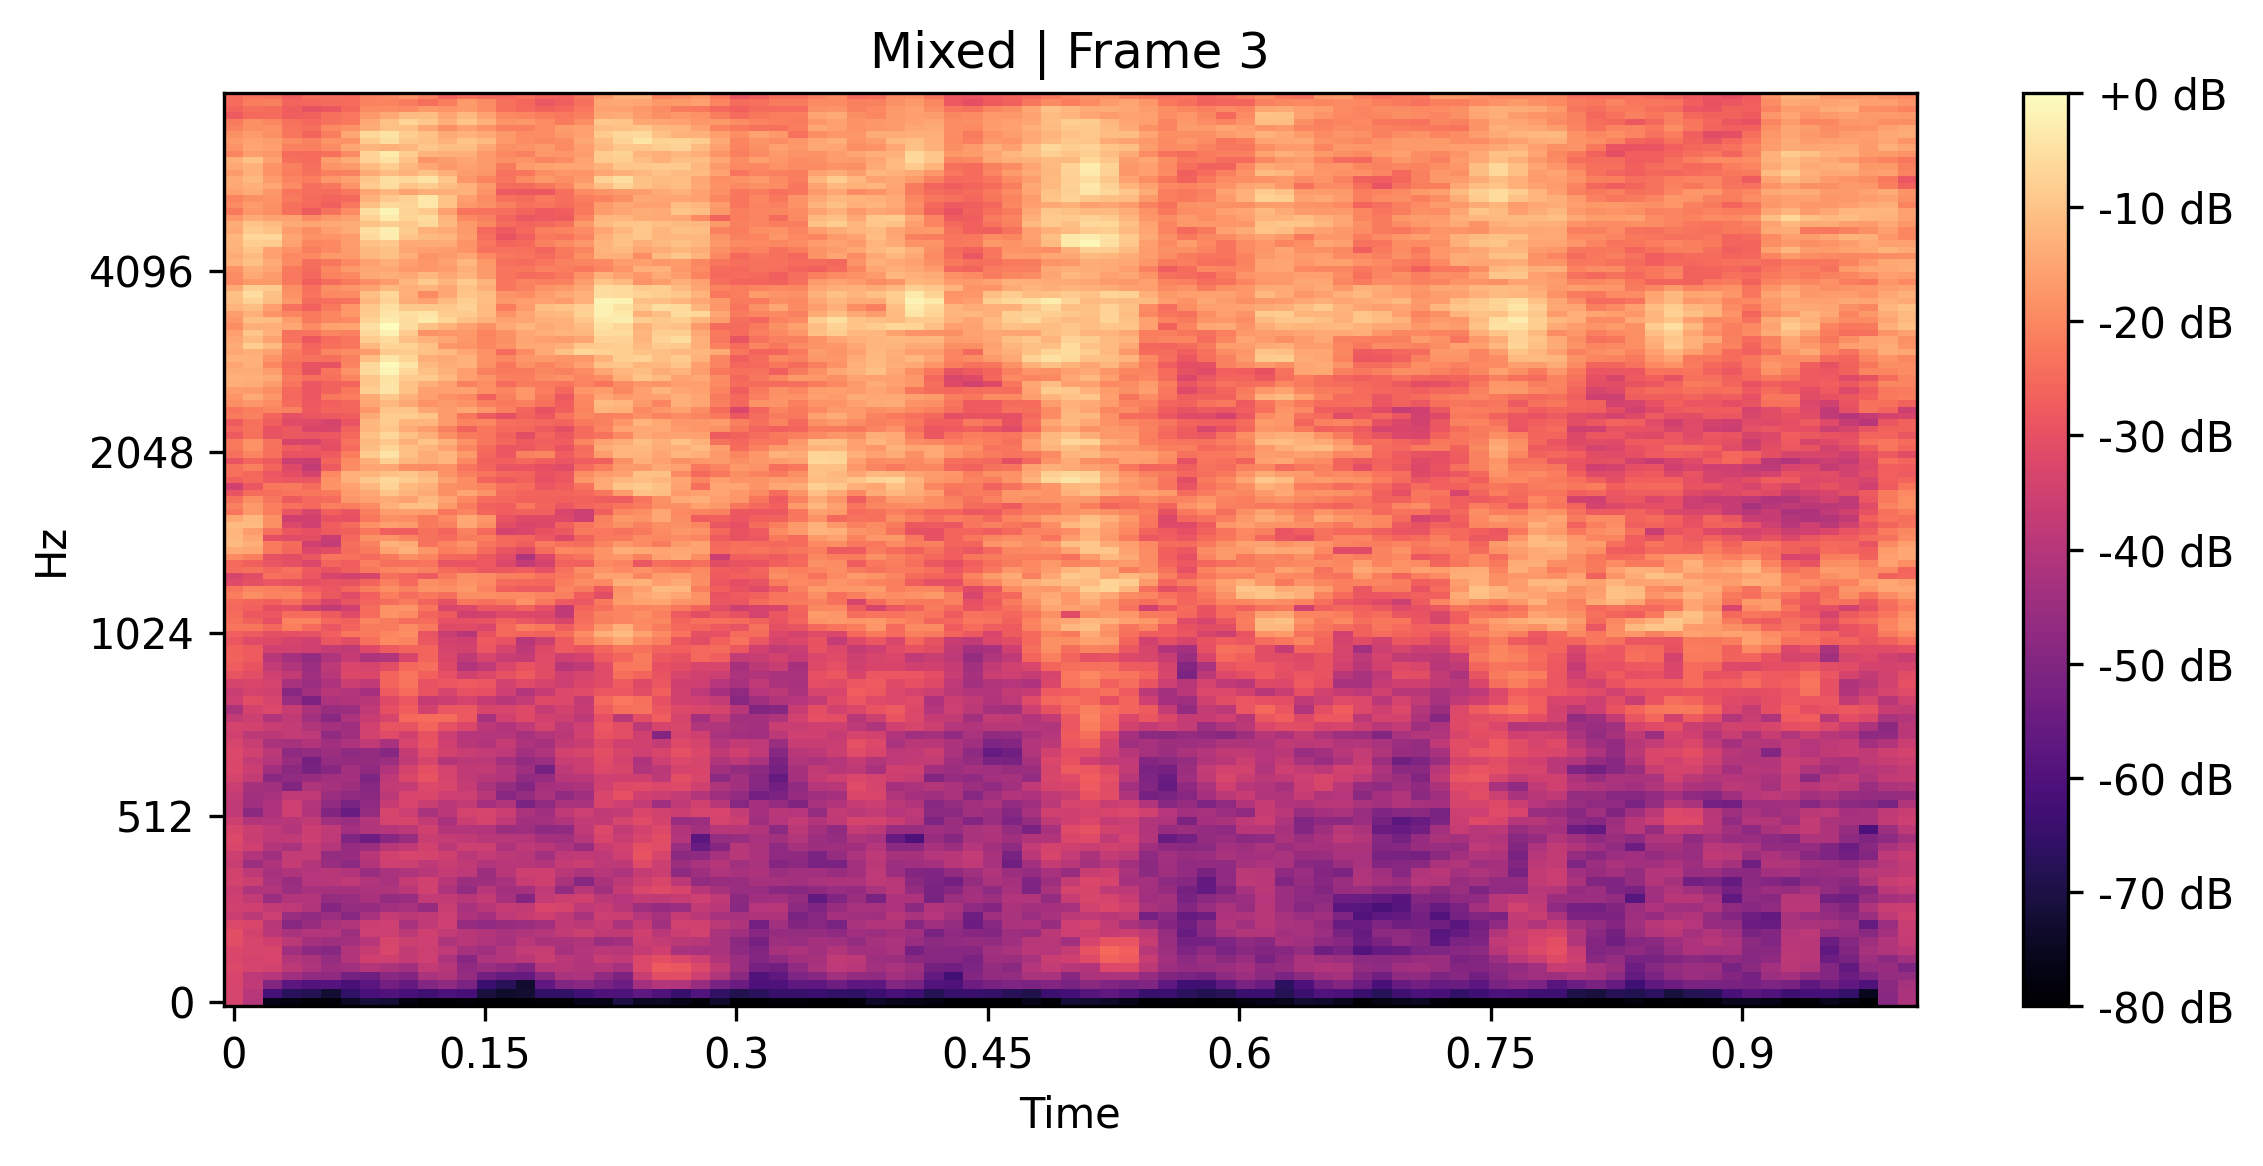 Mixed | Frame 3
+0 dB
-10 dB
-20 dB
-30 dB
-40 dB
-50 dB
-60 dB
-70 dB
-80 dB
4096
2048
1024
512
0
Hz
0 0.15 0.3 0.45 0.6 0.75 0.9
Time